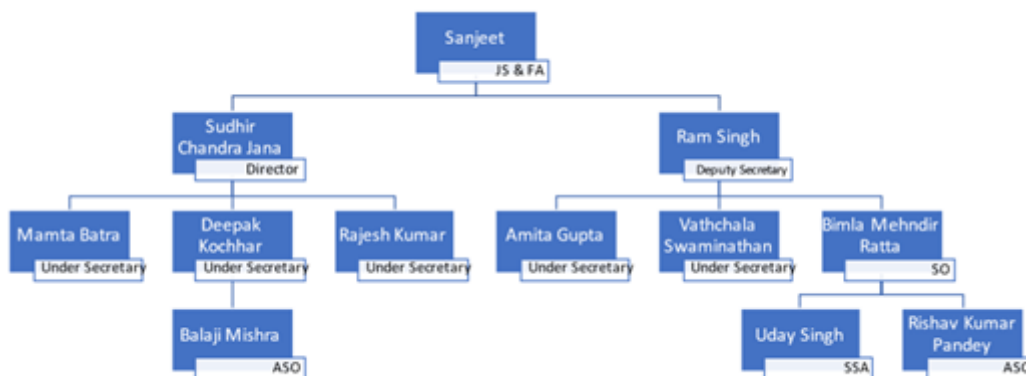 Sanjeet
JS & FA
Sudhir
Chandra Jana
Director
Ram Singh
Deputy Secretary
Mamta Batra
Under Secretary
Deepak
Kochhar
Under Secretary
Rajesh Kumar
Under Secretary
Amita Gupta
Under Secretary
Vathchala
Swaminathan
Under Secretary
Bimla Mehndir
Ratta
SO
Balaji Mishra
ASO
Uday Singh
SSA
Rishav Kumar
Pandey
ASO